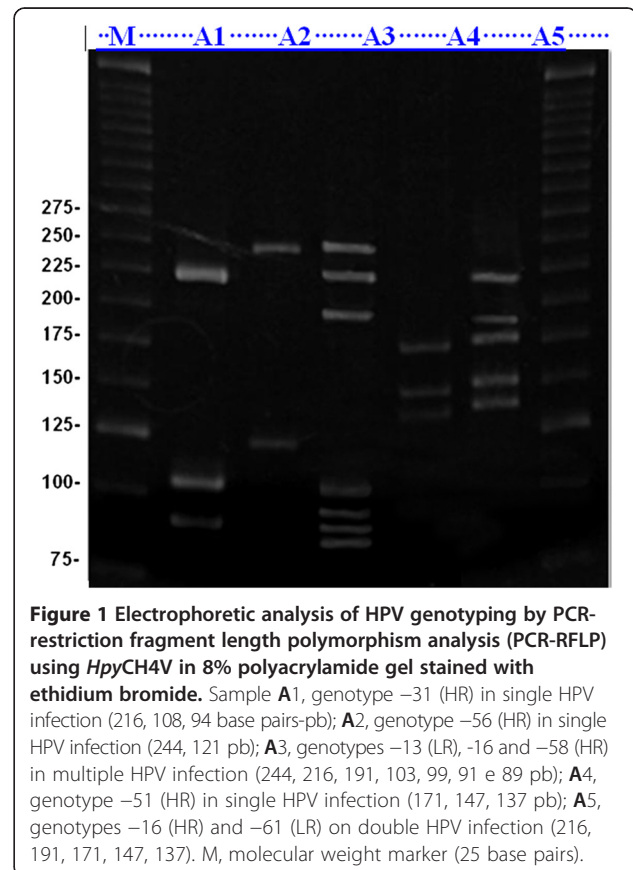 ··M········A1·······A2·······A3·······A4·······A5······
275-
250-
225-
200-
175-
150-
125-
100-
75-
Figure 1 Electrophoretic analysis of HPV genotyping by PCR-
restriction fragment length polymorphism analysis (PCR-RFLP)
using HpyCH4V in 8% polyacrylamide gel stained with
ethidium bromide. Sample A1, genotype −31 (HR) in single HPV
infection (216, 108, 94 base pairs-pb); A2, genotype −56 (HR) in single
HPV infection (244, 121 pb); A3, genotypes −13 (LR), -16 and −58 (HR)
in multiple HPV infection (244, 216, 191, 103, 99, 91 e 89 pb); A4,
genotype −51 (HR) in single HPV infection (171, 147, 137 pb); A5,
genotypes −16 (HR) and −61 (LR) on double HPV infection (216,
191, 171, 147, 137). M, molecular weight marker (25 base pairs).